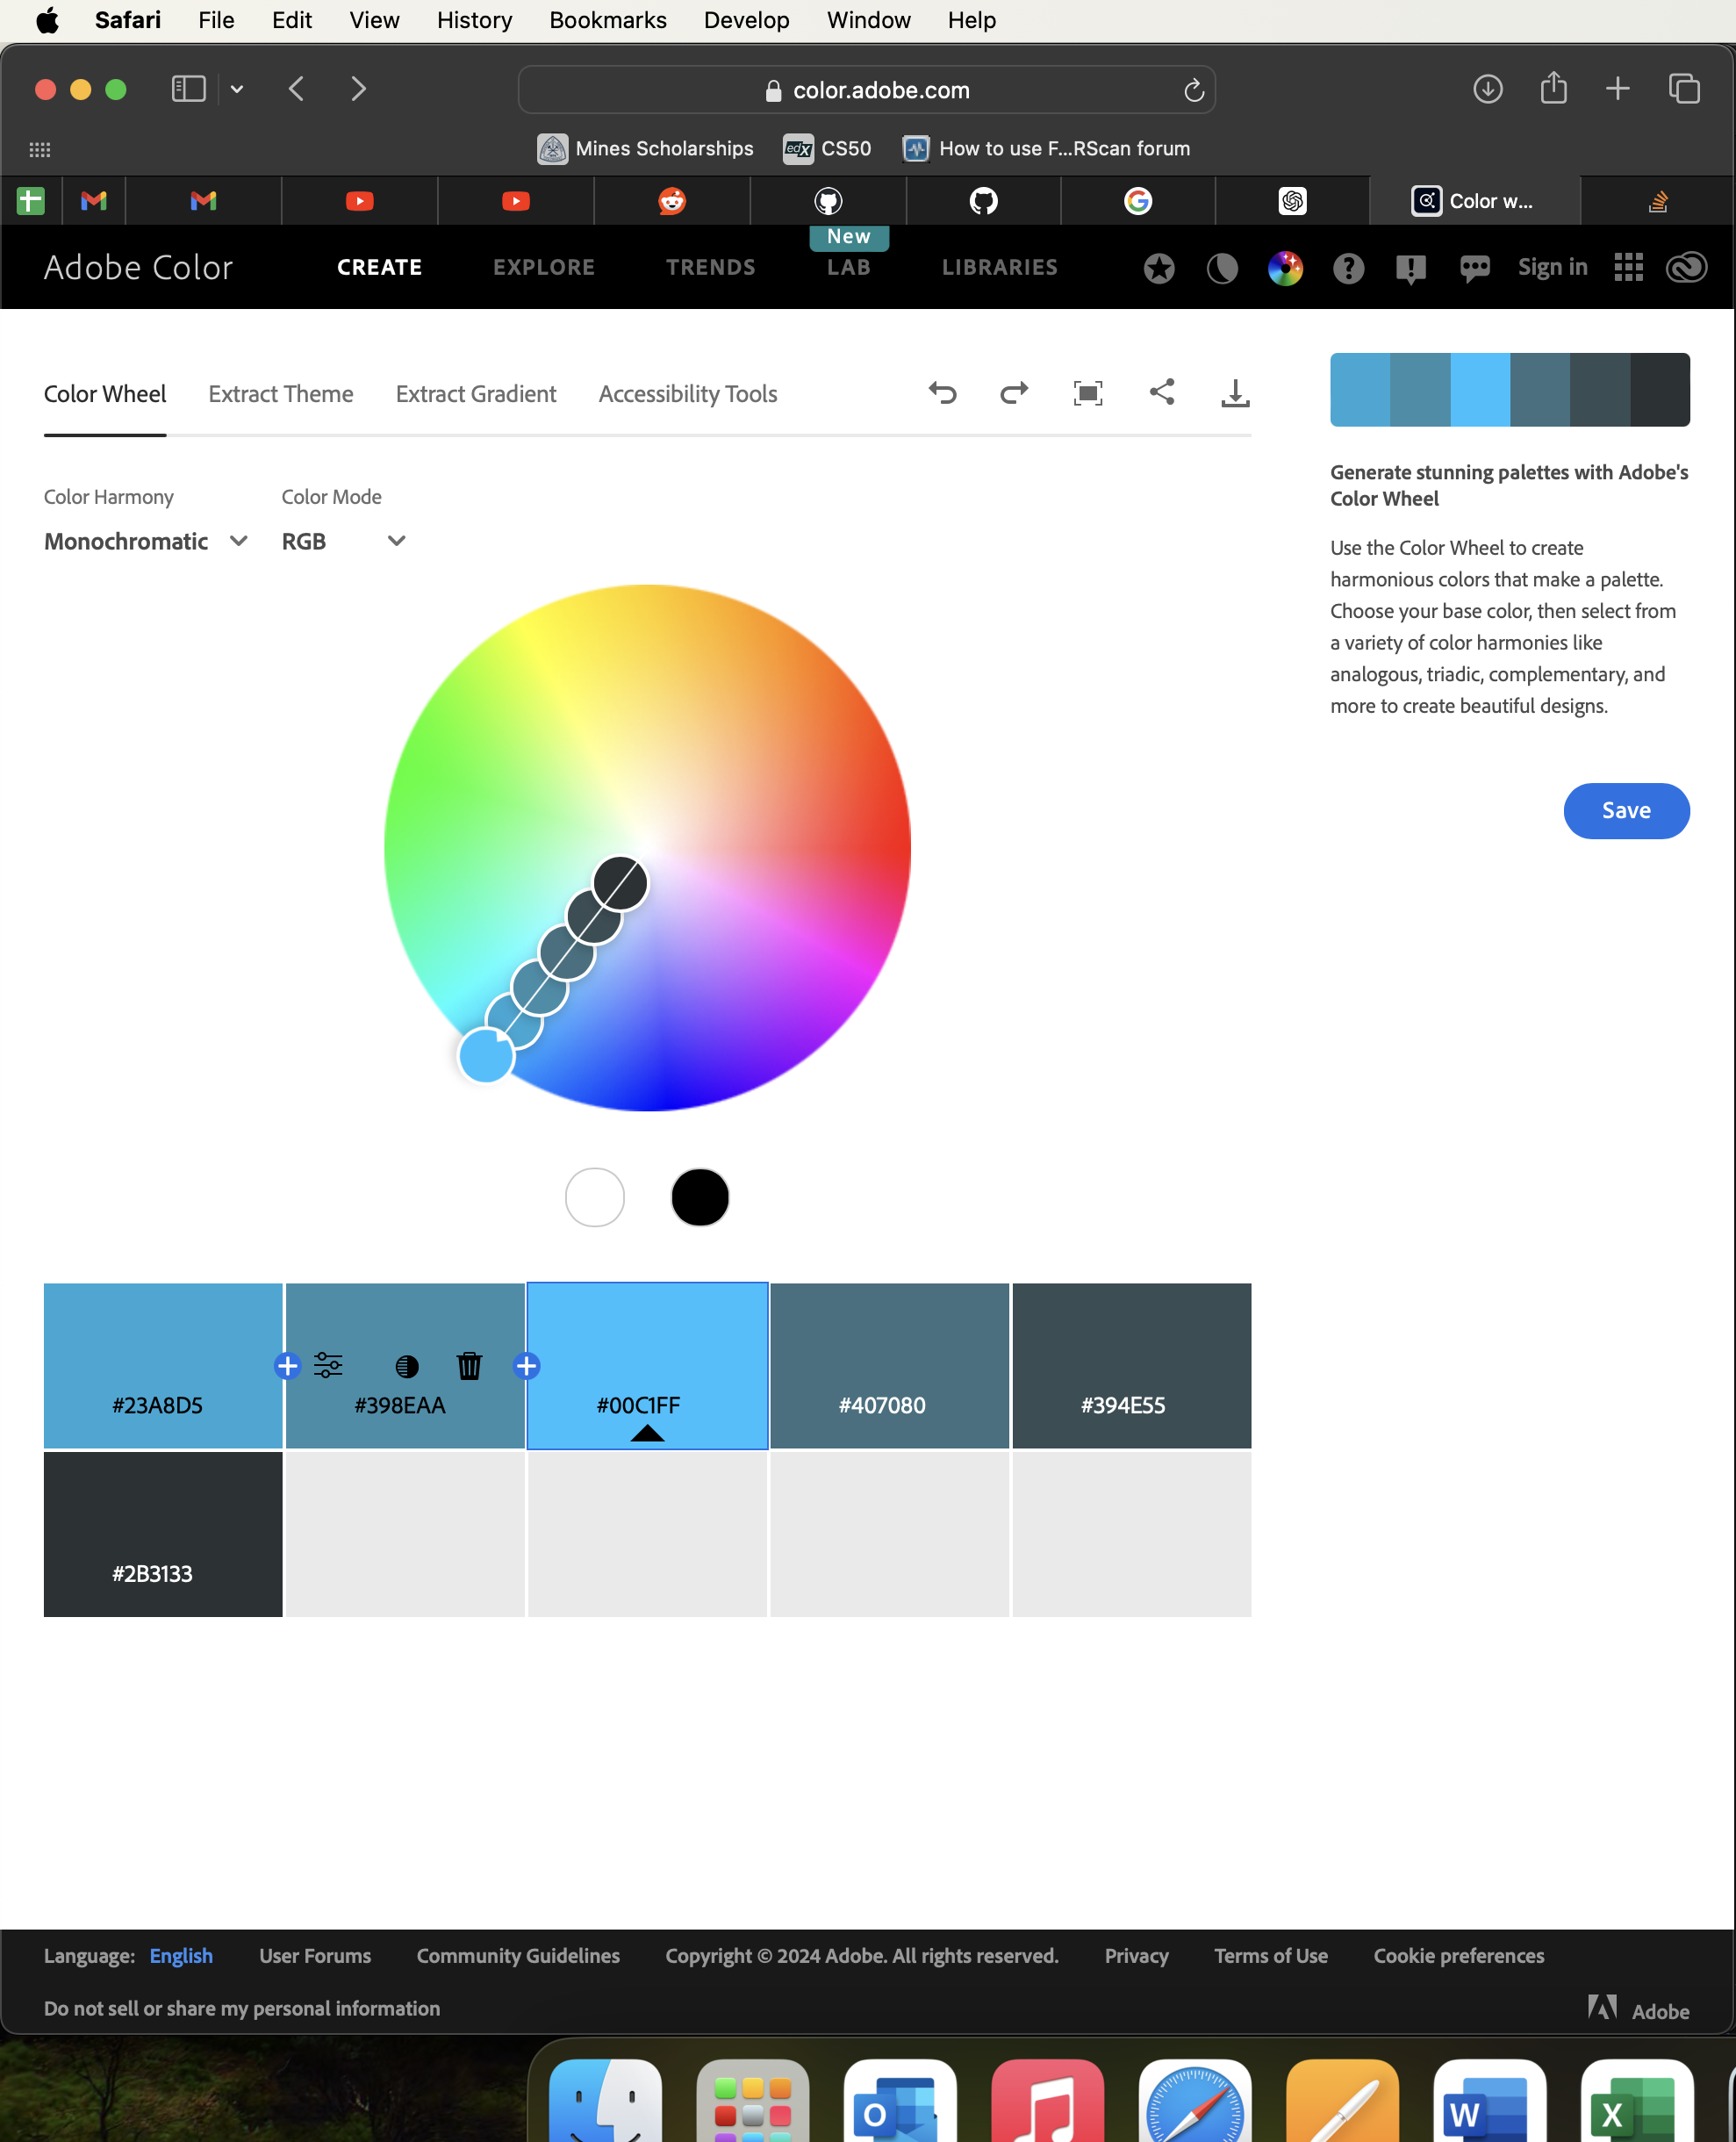 Safari File Edit View History Bookmarks Develop Window Help
color.adobe.com
Mines Scholarships edX CS50 How to use F...RScan forum
Color w...
New
Adobe Color CREATE EXPLORE TRENDS LAB LIBRARIES Sign in
Color Wheel Extract Theme Extract Gradient Accessibility Tools
Color Harmony Color Mode
Monochromatic RGB
Generate stunning palettes with Adobe's
Color Wheel
Use the Color Wheel to create
harmonious colors that make a palette.
Choose your base color, then select from
a variety of color harmonies like
analogous, triadic, complementary, and
more to create beautiful designs.
Save
#23A8D5 #398EAA #00C1FF #407080 #394E55
#2B3133
Language: English User Forums Community Guidelines Copyright © 2024 Adobe. All rights reserved. Privacy Terms of Use Cookie preferences
Do not sell or share my personal information
Adobe
O W X